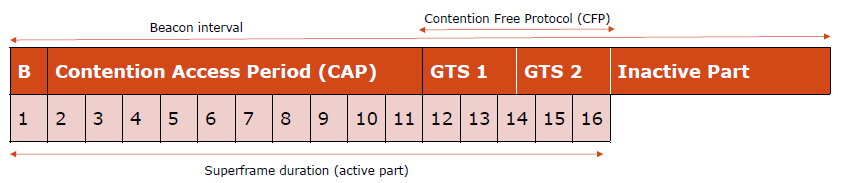 Contention Free Protocol (CFP)
Beacon interval
B Contention Access Period (CAP) GTS 1 GTS 2 Inactive Part
1 2 3 4 5 6 7 8 9 10 11 12 13 14 15 16
Superframe duration (active part)